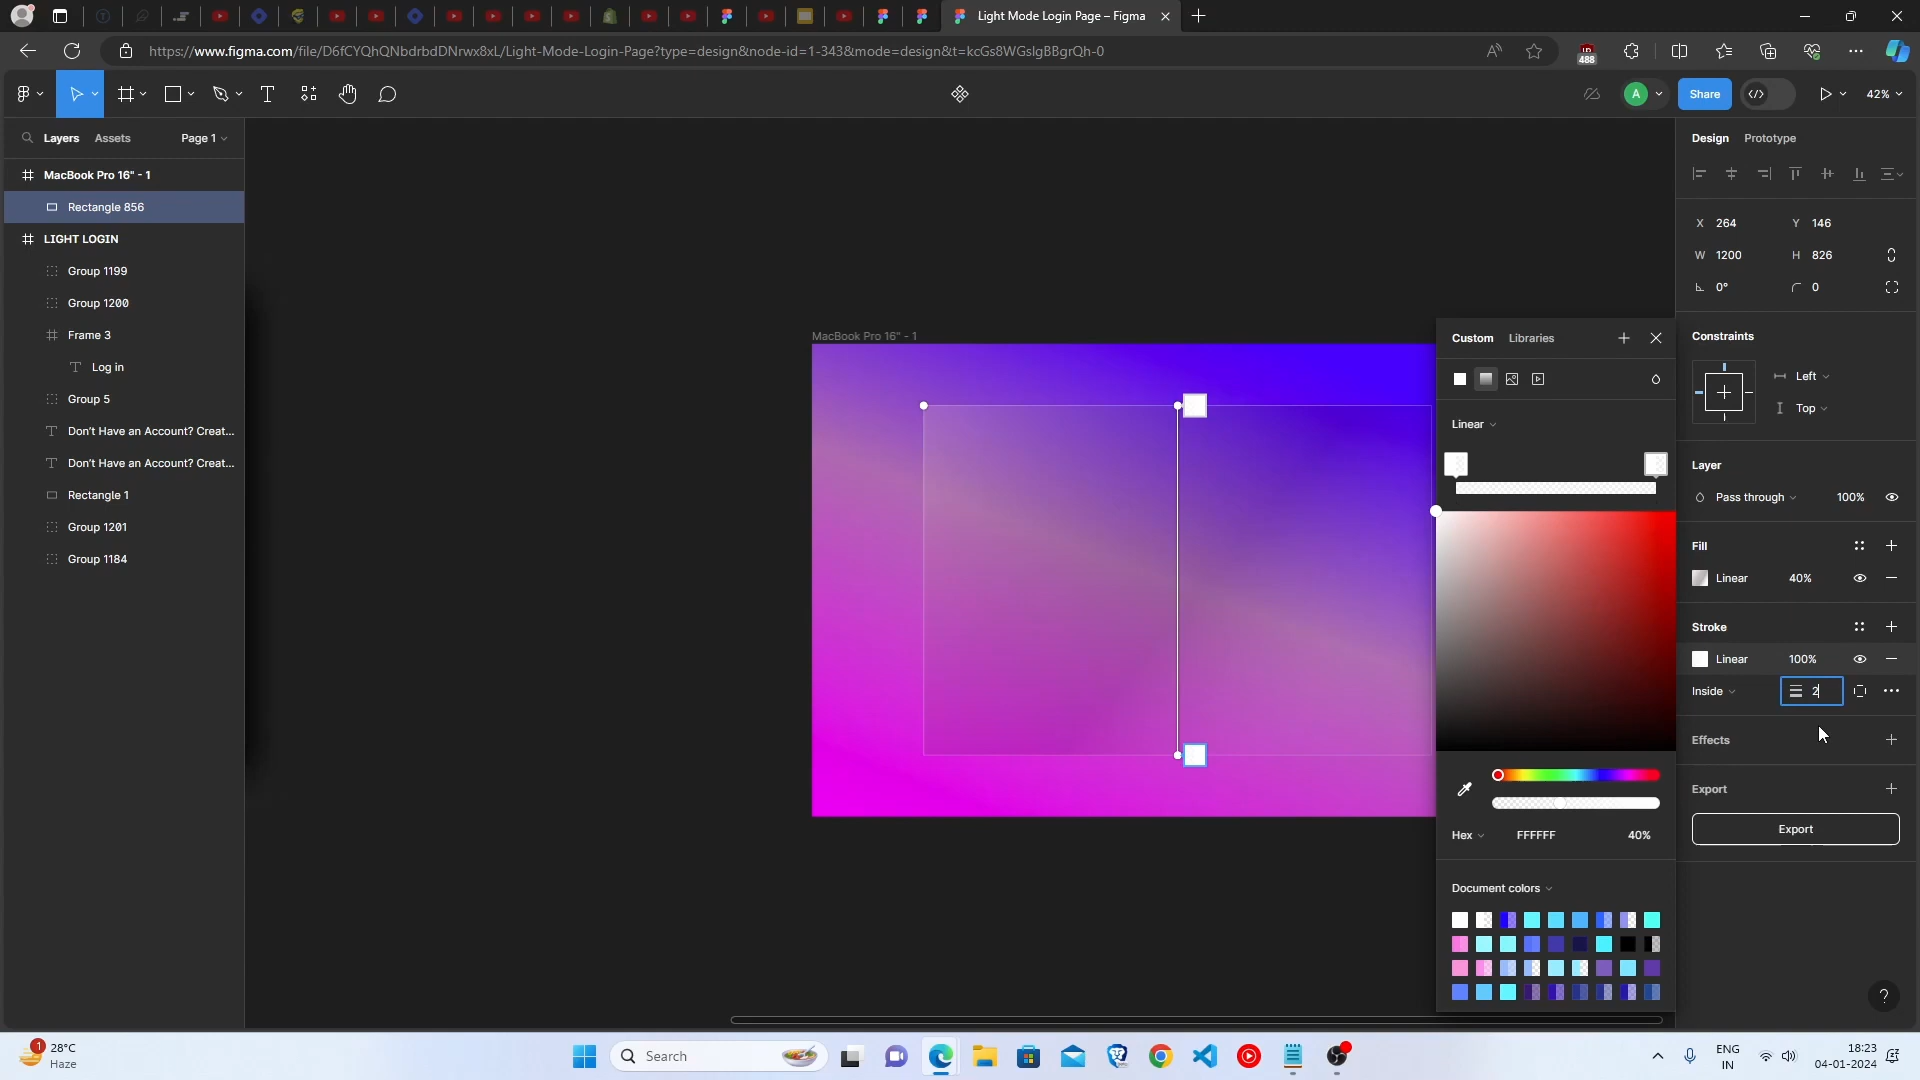 Light Mode Login Page – Figma
https://www.figma.com/file/D6fCYQhQNbdrbdDNrwx8xL/Light-Mode-Login-Page?type=design&node-id=1-343&mode=design&t=kcGs8WGslgBBgrQh-0
488
A
Share
42%
Layers
Assets
Page 1
MacBook Pro 16" - 1
Rectangle 856
LIGHT LOGIN
Group 1199
Group 1200
Frame 3
Log in
Group 5
Don't Have an Account? Creat...
Don't Have an Account? Creat...
Rectangle 1
Group 1201
Group 1184
MacBook Pro 16" - 1
Custom
Libraries
Linear
Hex
FFFFFF
40%
Document colors
Design
Prototype
X 264
Y 146
W 1200
H 826
0°
0
Constraints
Left
Top
Layer
Pass through
100%
Fill
Linear
40%
Stroke
Linear
100%
Inside
2
Effects
Export
Export
?
1
28°C
Haze
Search
ENG
IN
18:23
04-01-2024